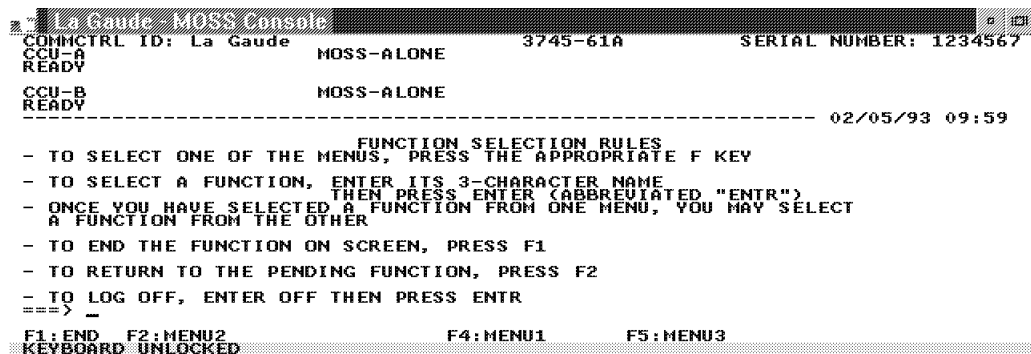 La Gaude - MOSS Console
COMMCTRL ID: La Gaude 3745-61A SERIAL NUMBER: 1234567
CCU-A MOSS-ALONE
READY
CCU-B MOSS-ALONE
READY
-------------------------------------------------------------- 02/05/93 09:59
FUNCTION SELECTION RULES
- TO SELECT ONE OF THE MENUS, PRESS THE APPROPRIATE F KEY
- TO SELECT A FUNCTION, ENTER ITS 3-CHARACTER NAME
THEN PRESS ENTER (ABBREVIATED "ENTR")
- ONCE YOU HAVE SELECTED A FUNCTION FROM ONE MENU, YOU MAY SELECT
A FUNCTION FROM THE OTHER
- TO END THE FUNCTION ON SCREEN, PRESS F1
- TO RETURN TO THE PENDING FUNCTION, PRESS F2
- TO LOG OFF, ENTER OFF THEN PRESS ENTR
===> _
F1:END F2:MENU2 F4:MENU1 F5:MENU3
KEYBOARD UNLOCKED